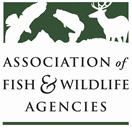 ASSOCIATION of
FISH & WILDLIFE
AGENCIES